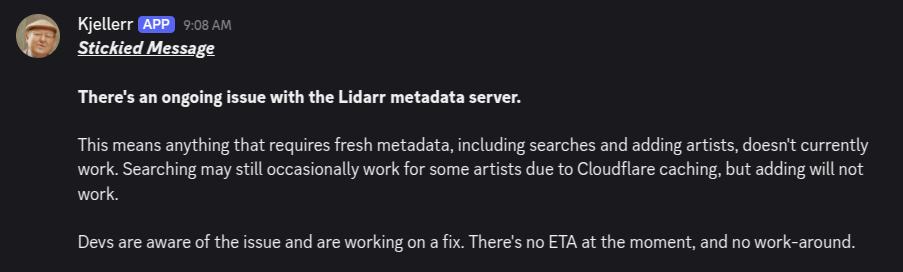 Kjellerr APP 9:08 AM
Stickied Message
There's an ongoing issue with the Lidarr metadata server.
This means anything that requires fresh metadata, including searches and adding artists, doesn't currently
work. Searching may still occasionally work for some artists due to Cloudflare caching, but adding will not
work.
Devs are aware of the issue and are working on a fix. There's no ETA at the moment, and no work-around.